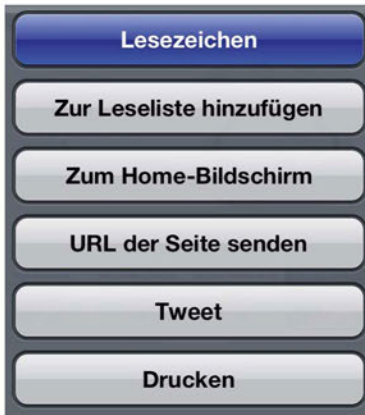 Lesezeichen
Zur Leseliste hinzufügen
Zum Home-Bildschirm
URL der Seite senden
Tweet
Drucken